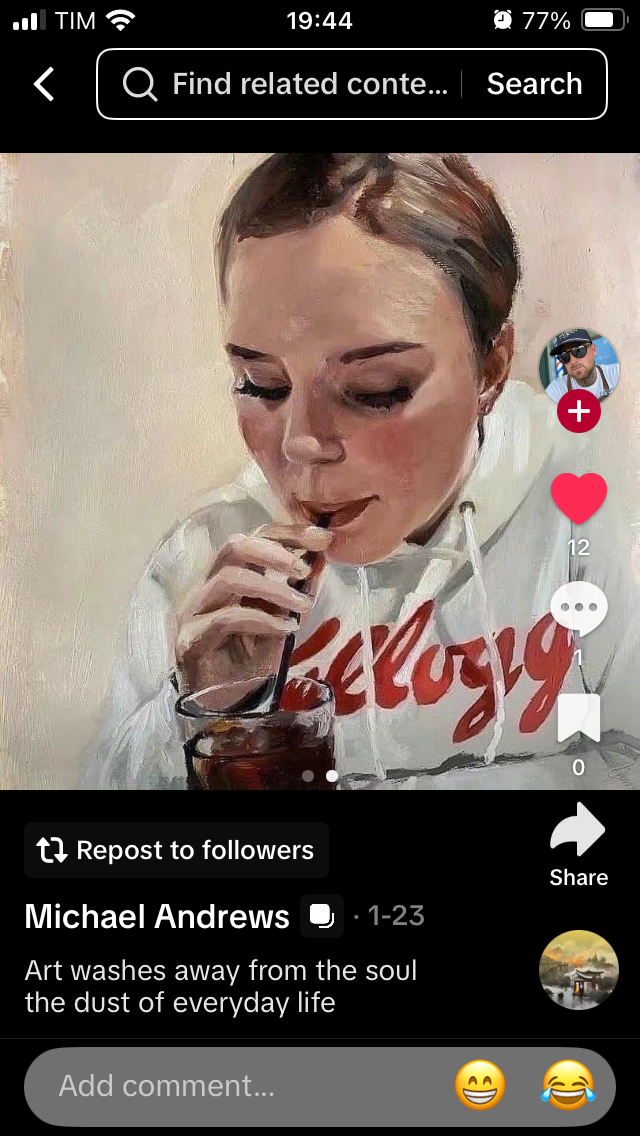 TIM 19:44 77%
Find related conte... Search
Kellogg
12
1
0
Repost to followers
Share
Michael Andrews · 1-23
Art washes away from the soul
the dust of everyday life
Add comment...